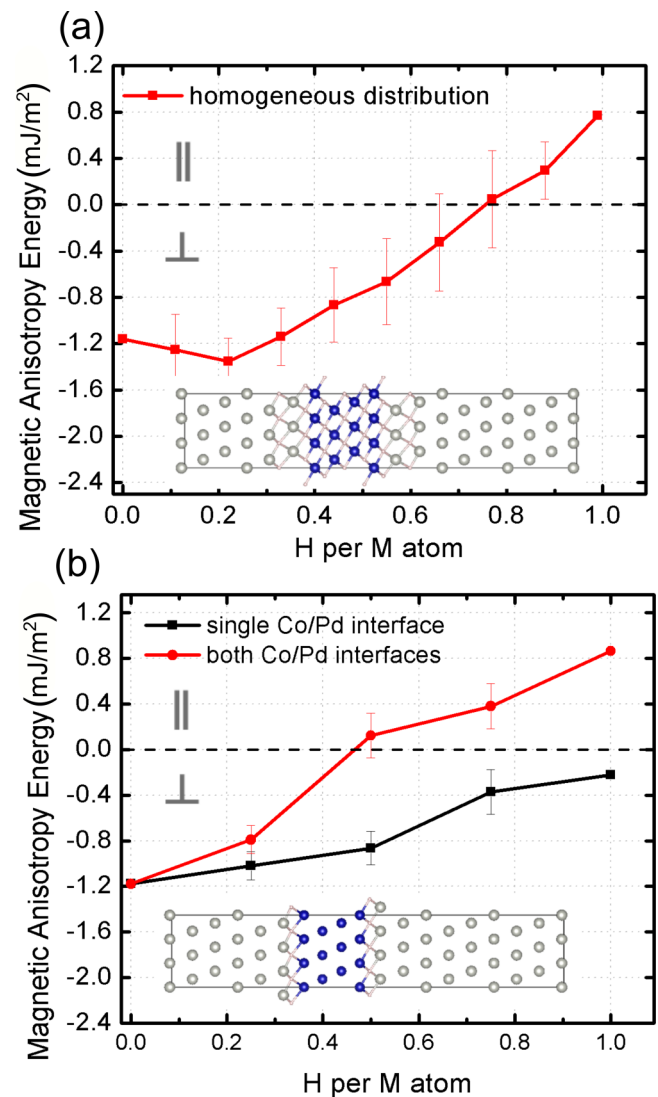 (a)
Magnetic Anisotropy Energy (mJ/m²)
1.2
0.8
0.4
0.0
-0.4
-0.8
-1.2
-1.6
-2.0
-2.4
homogeneous distribution
||
⊥
0.0 0.2 0.4 0.6 0.8 1.0
H per M atom
(b)
Magnetic Anisotropy Energy (mJ/m²)
1.2
0.8
0.4
0.0
-0.4
-0.8
-1.2
-1.6
-2.0
-2.4
single Co/Pd interface
both Co/Pd interfaces
||
⊥
0.0 0.2 0.4 0.6 0.8 1.0
H per M atom